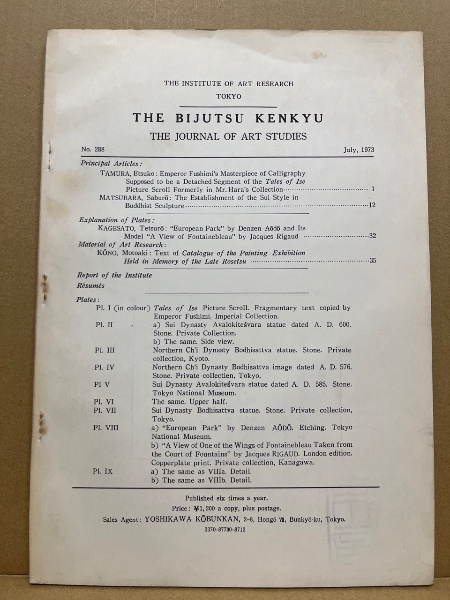 THE INSTITUTE OF ART RESEARCH
TOKYO
THE BIJUTSU KENKYU
THE JOURNAL OF ART STUDIES
No. 288 July, 1973
Principal Articles:
TAMURA, Etsuko: Emperor Fushimi's Masterpiece of Calligraphy
Supposed to be a Detached Segment of the Tales of Ise
Picture Scroll Formerly in Mr. Hara's Collection 1
MATSUBARA, Saburō: The Establishment of the Sui Style in
Buddhist Sculpture 12
Explanation of Plates:
KAGESATO, Tetsurō: "European Park" by Denzen Aōdō and Its
Model "A View of Fontainebleau" by Jacques Rigaud 32
Material of Art Research:
KŌNO, Motoaki: Text of Catalogue of the Painting Exhibition
Held in Memory of the Late Rosetsu 35
Report of the Institute
Résumés
Plates:
Pl. I (in colour) Tales of Ise Picture Scroll. Fragmentary text copied by
Emperor Fushimi. Imperial Collection.
Pl. II a) Sui Dynasty Avalokiteśvara statue dated A. D. 600.
Stone. Private Collection.
b) The same. Side view.
Pl. III Northern Ch'i Dynasty Bodhisattva statue. Stone. Private
collection, Kyoto.
Pl. IV Northern Ch'i Dynasty Bodhisattva image dated A. D. 576.
Stone. Private collectien, Tokyo.
Pl V Sui Dynasty Avalokiteśvara statue dated A. D. 585. Stone.
Tokyo National Museum.
Pl. VI The same. Upper half.
Pl. VII Sui Dynasty Bodhisattva statue. Stone. Private collection,
Tokyo.
Pl. VIII a) "European Park" by Denzen AŌDŌ. Etching. Tokyo
National Museum.
b) "A View of One of the Wings of Fontainebleau Taken from
the Court of Fountains" by Jacques RIGAUD. London edition.
Copperplate print. Private collection, Kanagawa.
Pl. IX a) The same as VIIIa. Detail.
b) The same as VIIIb. Detail.
Published six times a year.
Price: ¥1,200 a copy, plus postage.
Sales Agent: YOSHIKAWA KŌBUNKAN, 2-8, Hongō VII, Bunkyō-ku, Tokyo.
3370-87730-8712